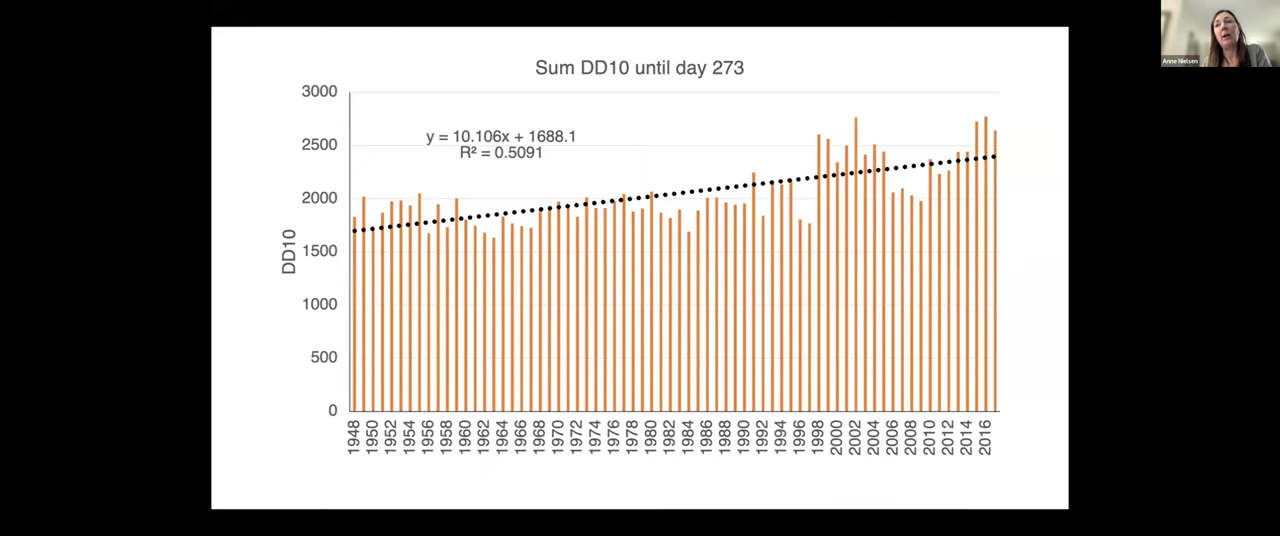 Sum DD10 until day 273
Anne Nielsen
3000
y = 10.106x + 1688.1
2500
R² = 0.5091
2000
1500
DD10
1000
500
0
1948 1950 1952 1954 1956 1958 1960 1962 1964 1966 1968 1970 1972 1974 1976 1978 1980 1982 1984 1986 1988 1990 1992 1994 1996 1998 2000 2002 2004 2006 2008 2010 2012 2014 2016